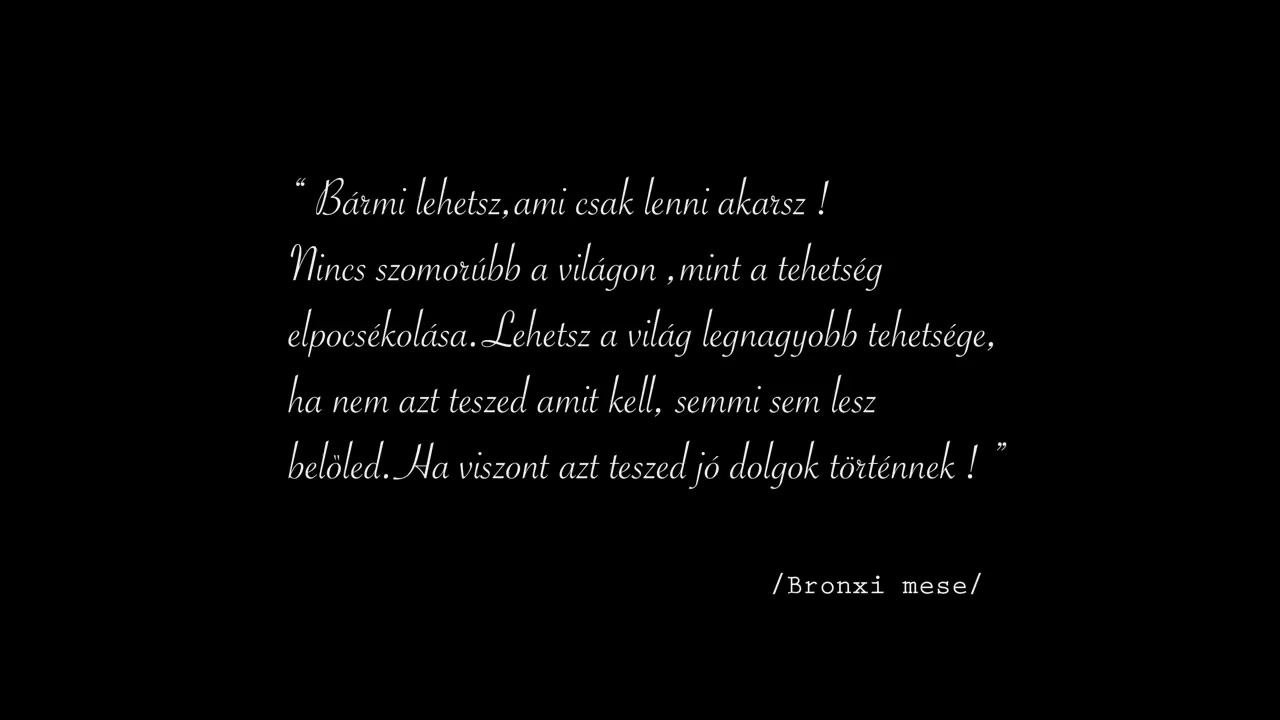 “ Bármi lehetsz,ami csak lenni akarsz !
Nincs szomorúbb a világon ,mint a tehetség
elpocsékolása.Lehetsz a világ legnagyobb tehetsége,
ha nem azt teszed amit kell, semmi sem lesz
belőled.Ha viszont azt teszed jó dolgok történnek ! ”
/Bronxi mese/